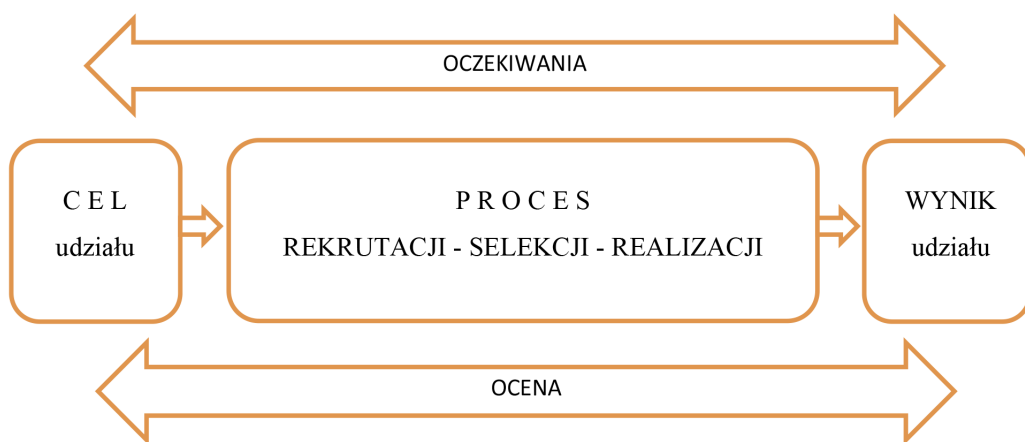 OCZEKIWANIA
C E L
udziału
P R O C E S
REKRUTACJI - SELEKCJI - REALIZACJI
WYNIK
udziału
OCENA